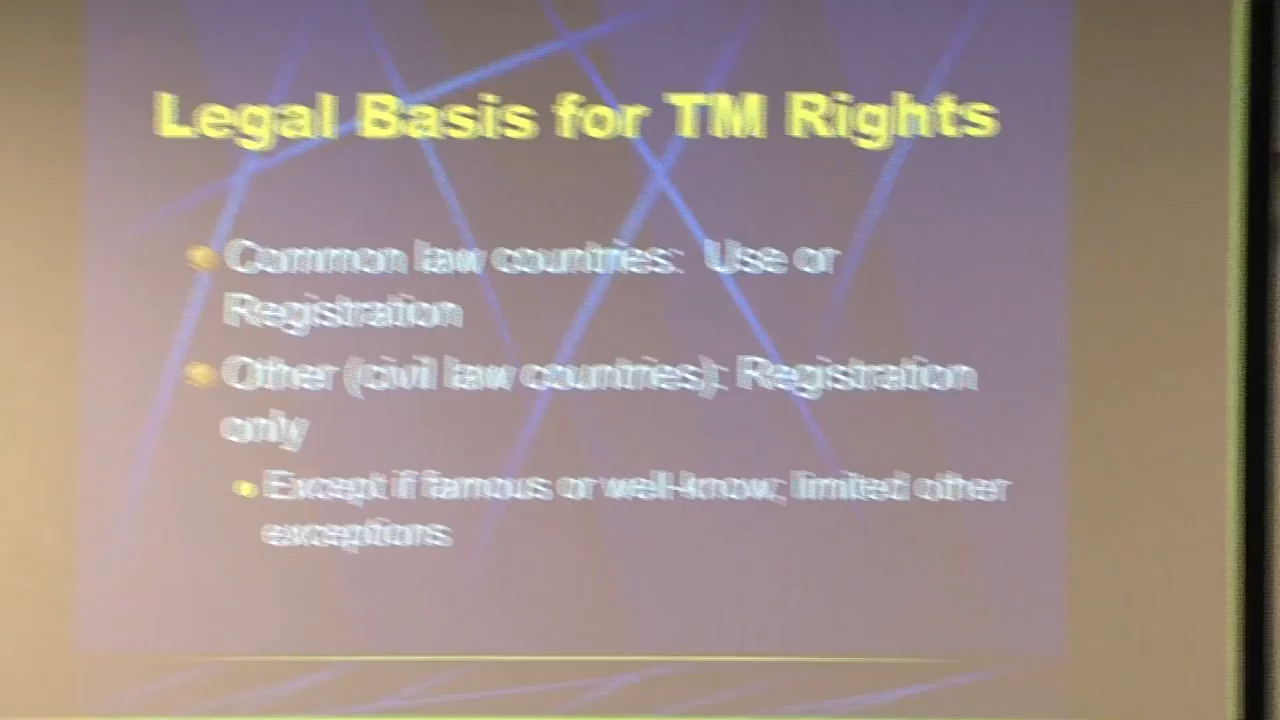 Legal Basis for TM Rights
Common law countries: Use or
Registration
Other (civil law countries): Registration
only
Except if famous or well-know; limited other
exceptions